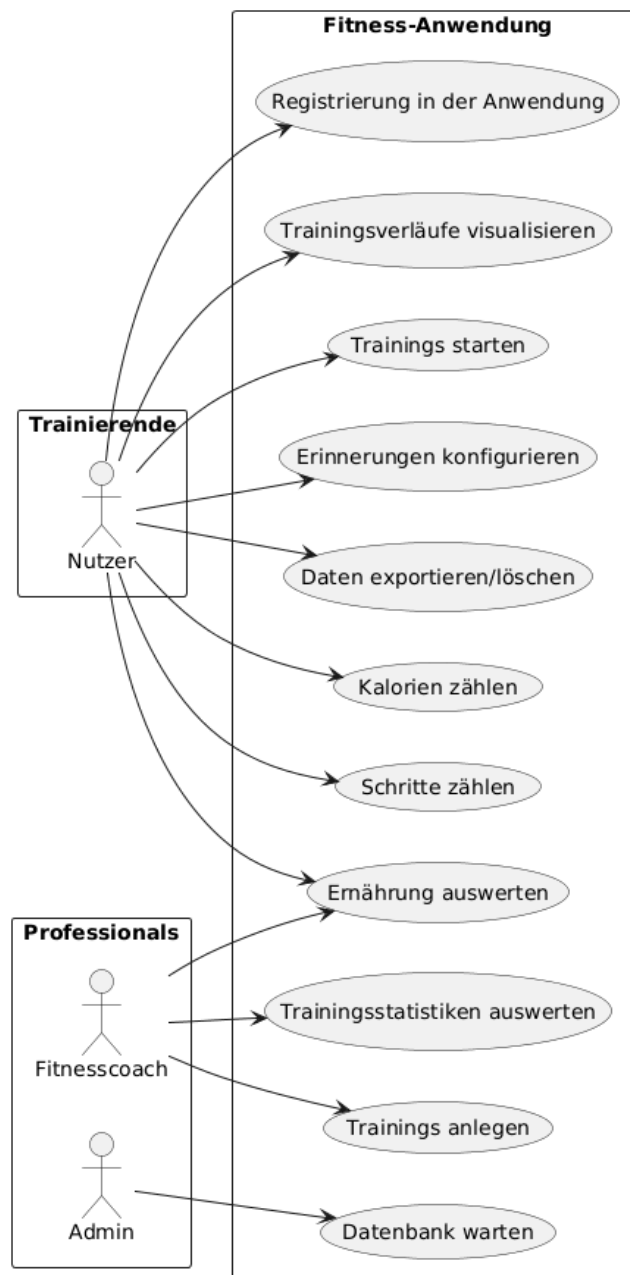 Fitness-Anwendung
Registrierung in der Anwendung
Trainingsverläufe visualisieren
Trainings starten
Trainierende
Erinnerungen konfigurieren
Nutzer
Daten exportieren/löschen
Kalorien zählen
Schritte zählen
Ernährung auswerten
Professionals
Trainingsstatistiken auswerten
Fitnesscoach
Trainings anlegen
Admin
Datenbank warten